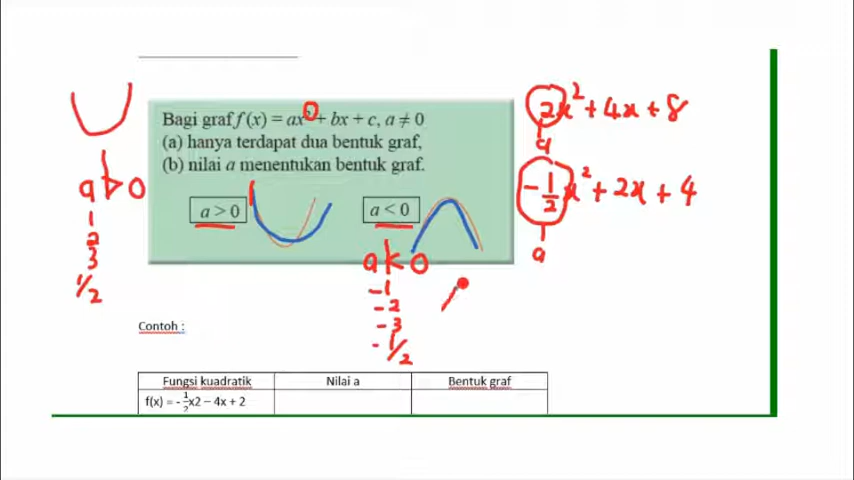 Bagi graf f(x) = ax² + bx + c, a ≠ 0
(a) hanya terdapat dua bentuk graf,
(b) nilai a menentukan bentuk graf.
a > 0
a < 0
a > 0
1
2
3
1/2
a < 0
-1
-2
-3
-1/2
2x² + 4x + 8
a
-1/2 x² + 2x + 4
a
Contoh :
Fungsi kuadratik Nilai a Bentuk graf
f(x) = -1/2x2 – 4x + 2